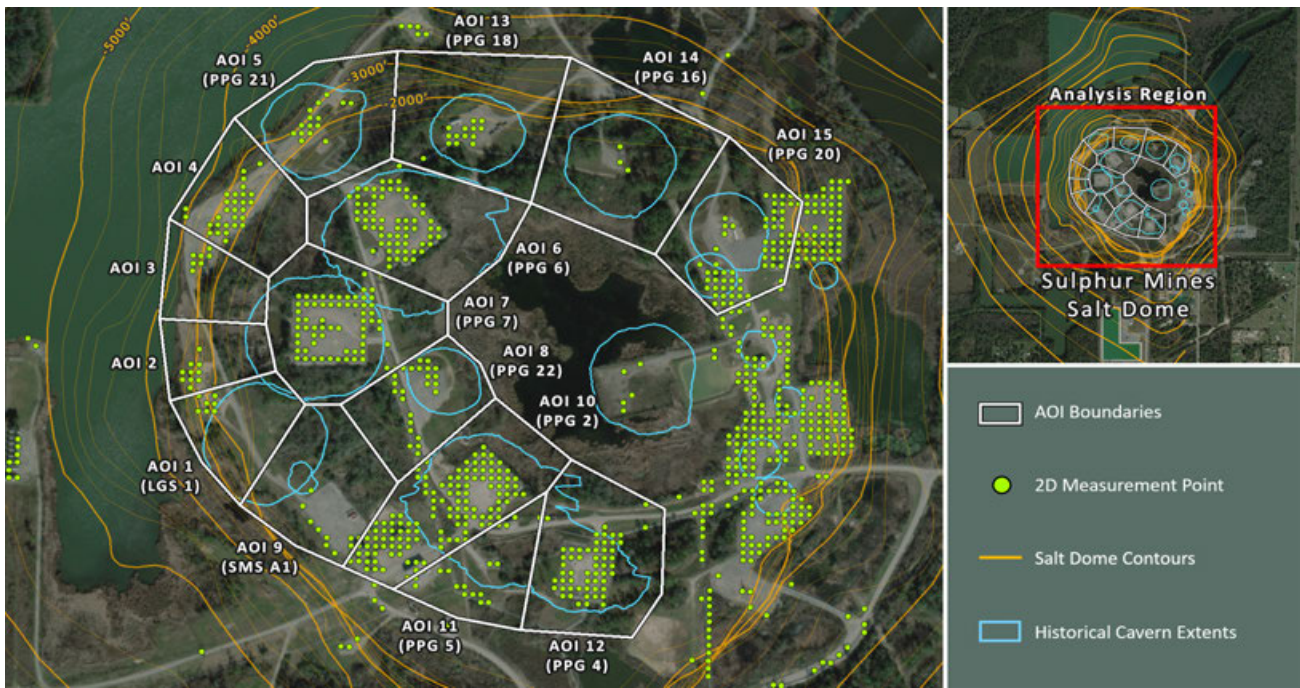 -5000'
-4000'
-3000'
-2000'
AOI 13
(PPG 18)
AOI 5
(PPG 21)
AOI 14
(PPG 16)
AOI 15
(PPG 20)
AOI 4
AOI 3
AOI 6
(PPG 6)
AOI 7
(PPG 7)
AOI 2
AOI 8
(PPG 22)
AOI 10
(PPG 2)
AOI 1
(LGS 1)
AOI 9
(SMS A1)
AOI 11
(PPG 5)
AOI 12
(PPG 4)
Analysis Region
Sulphur Mines
Salt Dome
AOI Boundaries
2D Measurement Point
Salt Dome Contours
Historical Cavern Extents